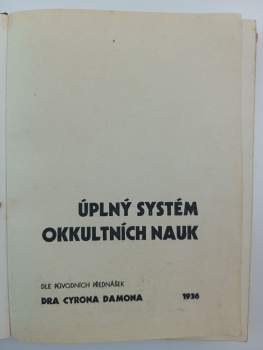 ÚPLNÝ SYSTÉM
OKKULTNÍCH NAUK
DLE PŮVODNÍCH PŘEDNÁŠEK
DRA CYRONA DAMONA 1936